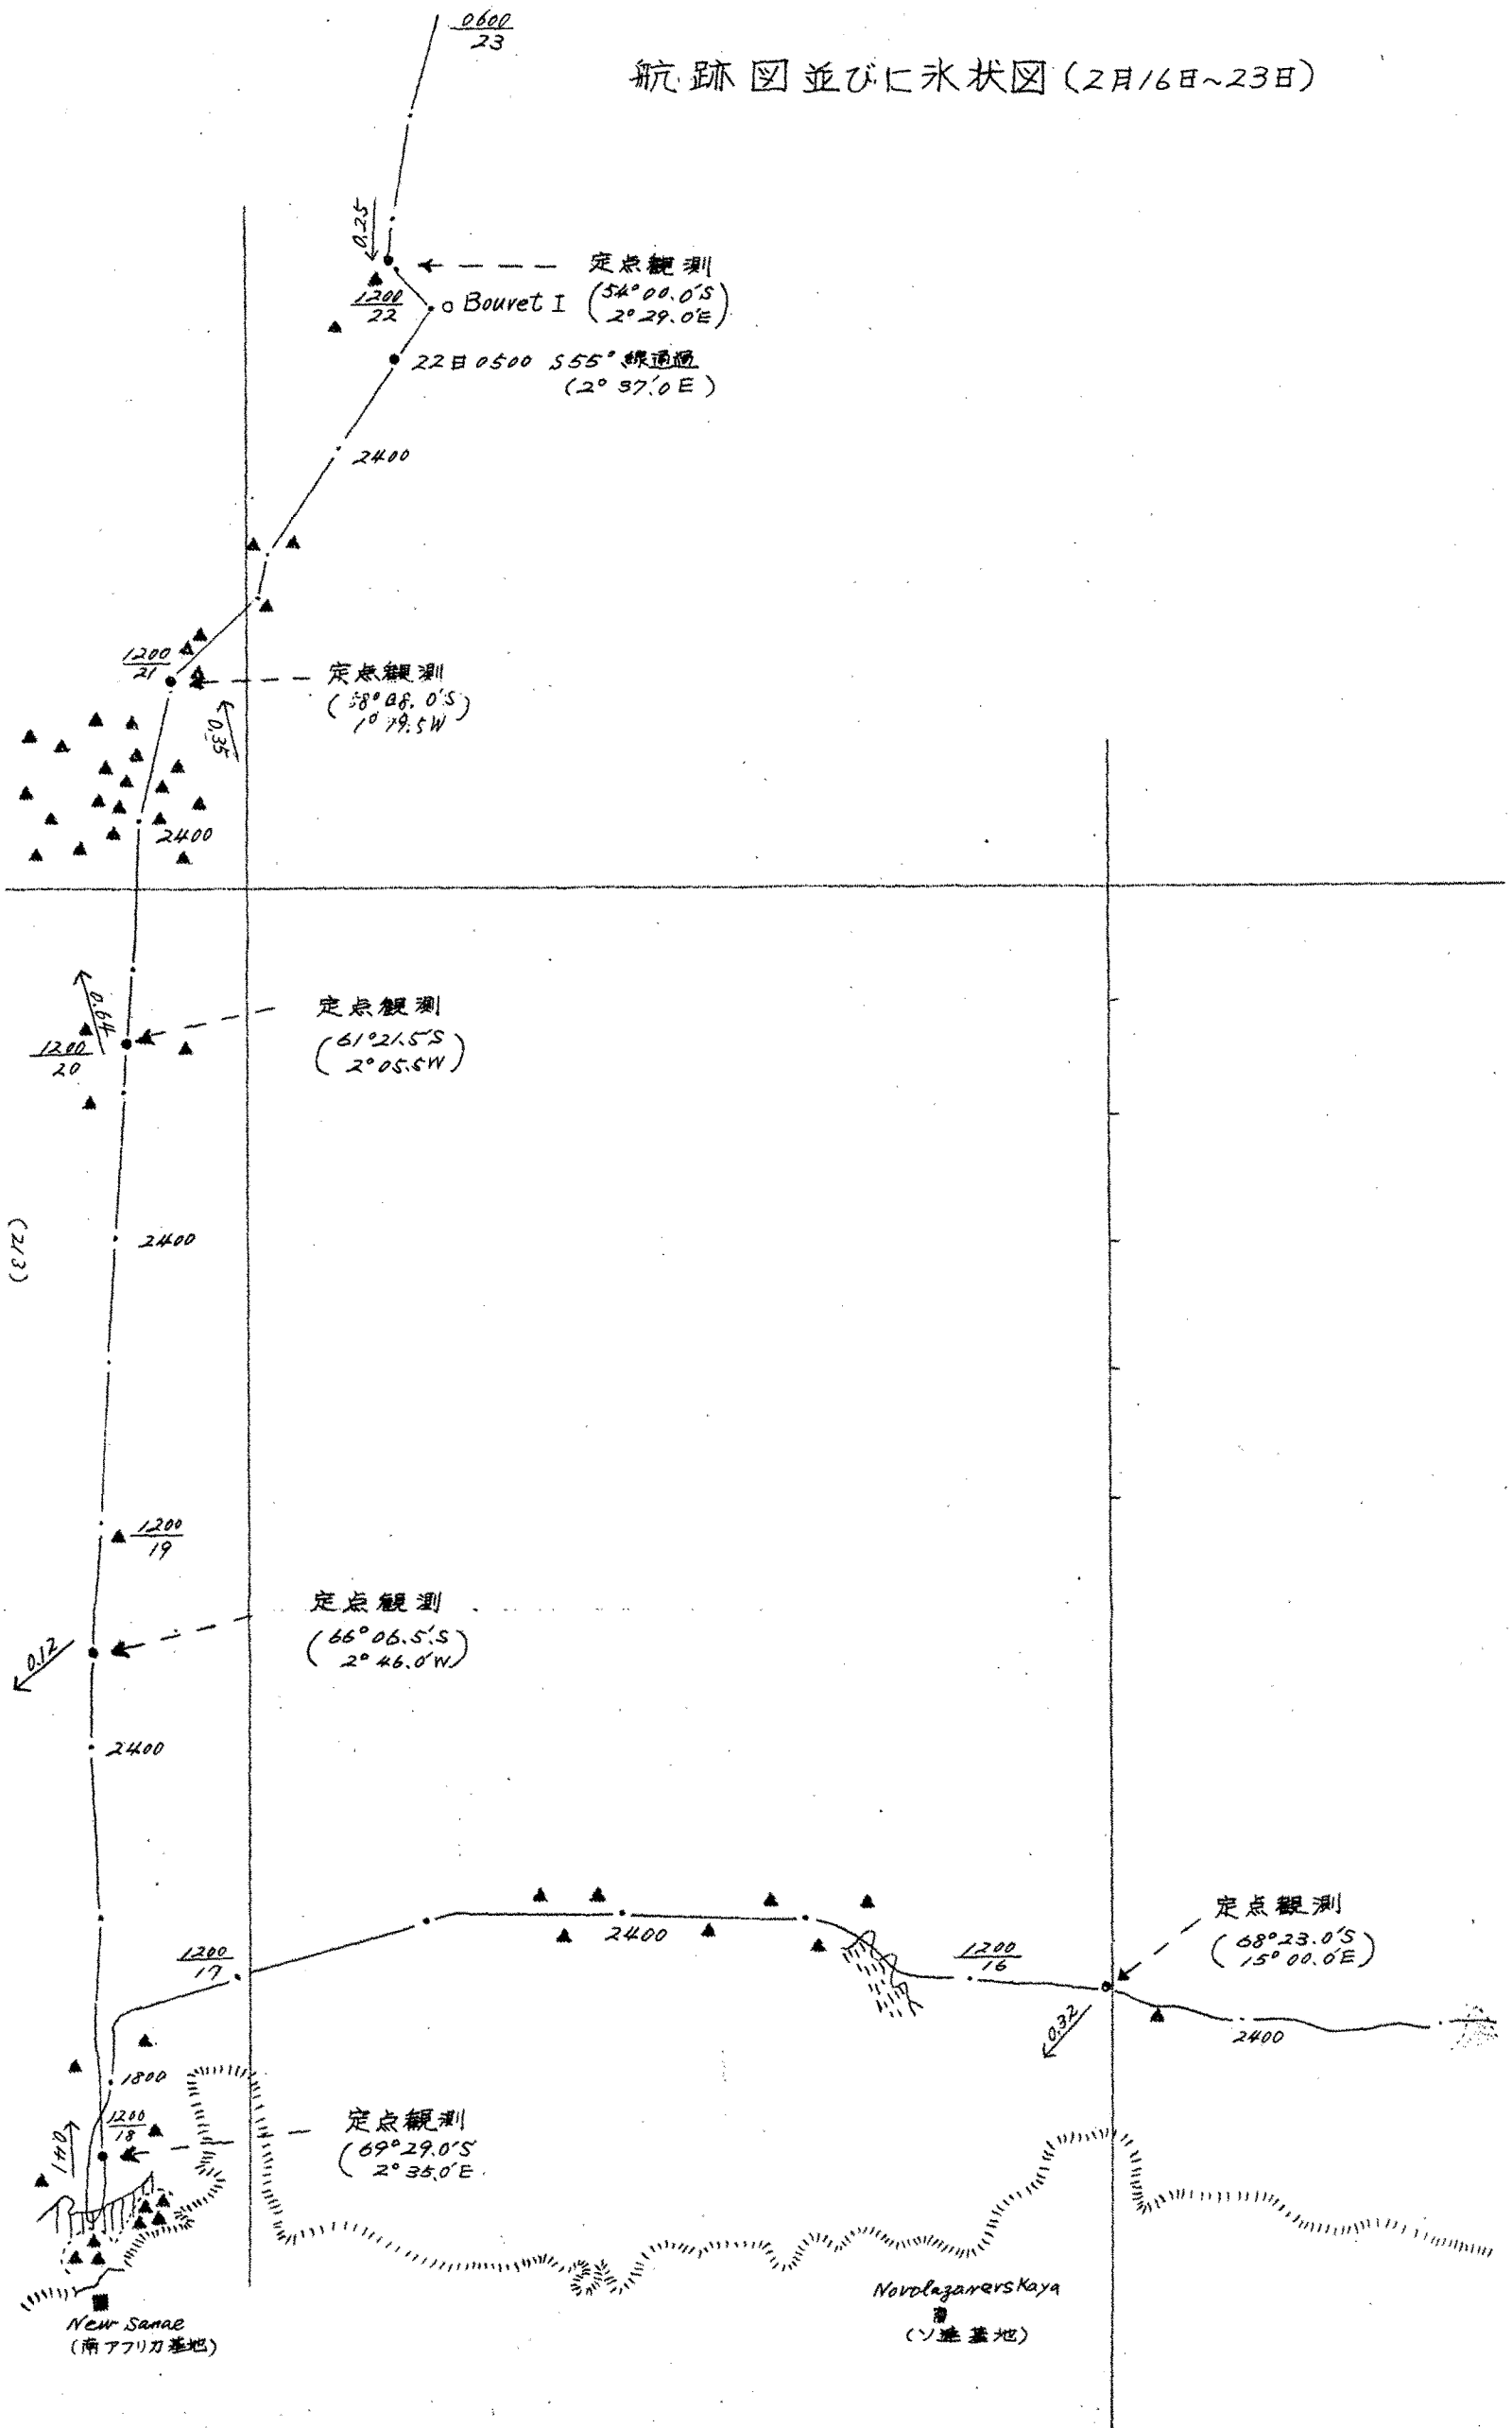 0600
23
航跡図並びに氷状図(2月16日~23日)
0.25
定点観測
(54°00.0'S
2°29.0'E)
1200
22
Bouvet I
22日0500 S55°線通過
(2°37.'0 E)
2400
1200
21
定点観測
0.35
2400
0.64
定点観測
(61°21.5'S
2°05.5W)
1200
20
(213)
2400
1200
19
定点観測
(66°06.5'S
2°46.0'W)
0.12
2400
2400
1200
17
1200
16
定点観測
(68°23.0'S
15°00.0'E)
0.32
2400
1800
1200
18
定点観測
(69°29.0'S
2°35.0'E
New Sanae
(南アフリカ基地)
Novolazarevskaya
(ソ連基地)